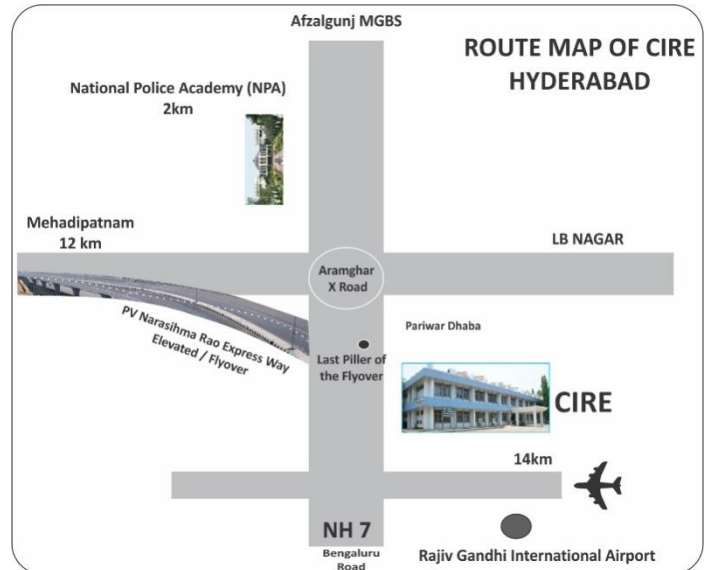 Afzalgunj MGBS
ROUTE MAP OF CIRE
HYDERABAD
National Police Academy (NPA)
2km
Mehadipatnam
12 km
LB NAGAR
Aramghar
X Road
PV Narasihma Rao Express Way
Elevated / Flyover
Pariwar Dhaba
Last Piller of
the Flyover
CIRE
14km
NH 7
Bengaluru
Road
Rajiv Gandhi International Airport